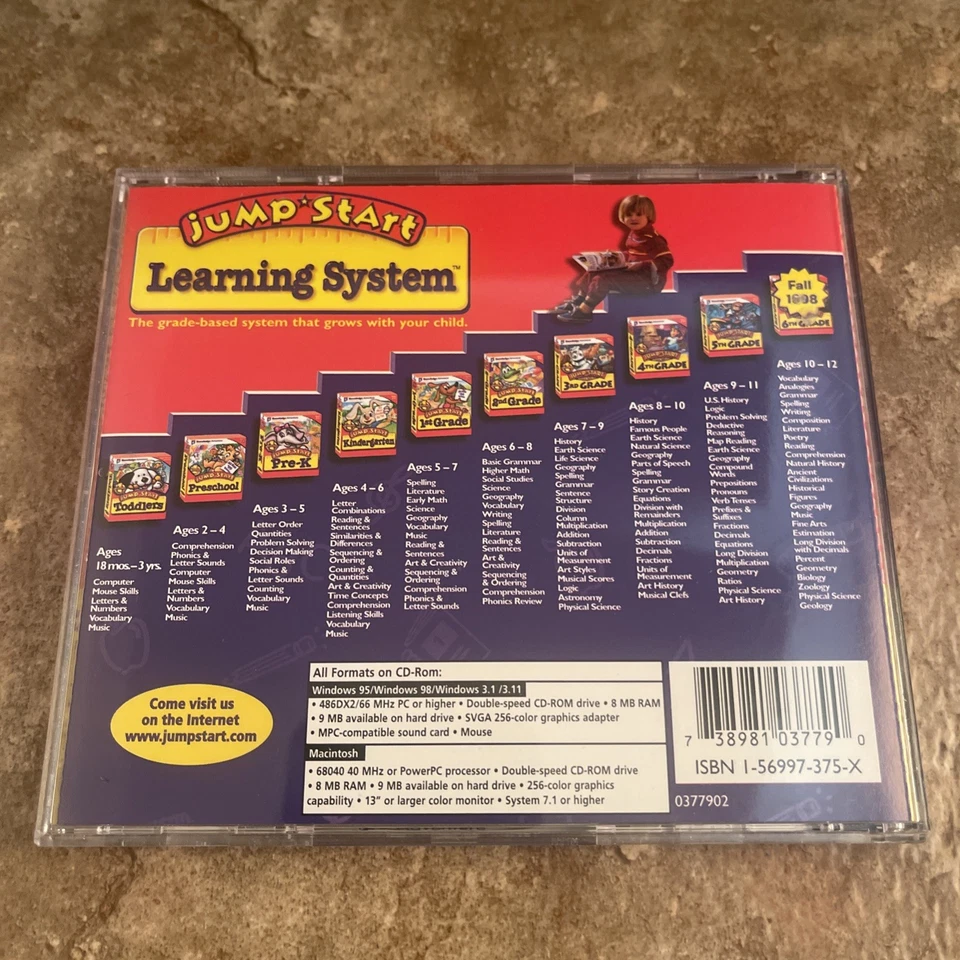 JUMP START
Learning System™
The grade-based system that grows with your child.
Toddlers
Ages
18 mos.–3 yrs.
Computer
Mouse Skills
Letters &
Numbers
Vocabulary
Music
Preschool
Ages 2–4
Comprehension
Phonics &
Letter Sounds
Computer
Mouse Skills
Letters &
Numbers
Vocabulary
Music
Pre-K
Ages 3–5
Letter Order
Quantities
Problem Solving
Decision Making
Social Roles
Phonics &
Letter Sounds
Counting
Vocabulary
Music
Kindergarten
Ages 4–6
Letter
Combinations
Reading &
Sentences
Similarities &
Differences
Sequencing &
Ordering
Counting &
Quantities
Art & Creativity
Time Concepts
Comprehension
Listening Skills
Vocabulary
Music
JUMP START
1st Grade
Ages 5–7
Spelling
Literature
Early Math
Science
Geography
Vocabulary
Music
Reading &
Sentences
Art & Creativity
Sequencing &
Ordering
Comprehension
Phonics &
Letter Sounds
2nd Grade
Ages 6–8
Basic Grammar
Higher Math
Social Studies
Science
Geography
Vocabulary
Writing
Spelling
Literature
Reading &
Sentences
Art &
Creativity
Sequencing
& Ordering
Comprehension
Phonics Review
JUMP START
3RD GRADE
Ages 7–9
History
Earth Science
Life Science
Geography
Spelling
Grammar
Sentence
Structure
Division
Column
Multiplication
Addition
Subtraction
Units of
Measurement
Art Styles
Musical Scores
Logic
Astronomy
Physical Science
JUMP START
4TH GRADE
Ages 8–10
History
Famous People
Earth Science
Natural Science
Geography
Parts of Speech
Spelling
Grammar
Story Creation
Equations
Division with
Remainders
Multiplication
Addition
Subtraction
Decimals
Fractions
Units of
Measurement
Art History
Musical Clefs
JUMP START
5TH GRADE
Ages 9–11
U.S. History
Logic
Problem Solving
Deductive
Reasoning
Map Reading
Earth Science
Geography
Compound
Words
Prepositions
Pronouns
Verb Tenses
Prefixes &
Suffixes
Fractions
Decimals
Equations
Long Division
Multiplication
Geometry
Ratios
Physical Science
Art History
Fall
1998
6TH GRADE
Ages 10–12
Vocabulary
Analogies
Grammar
Spelling
Writing
Composition
Literature
Poetry
Reading
Comprehension
Natural History
Ancient
Civilizations
Historical
Figures
Geography
Music
Fine Arts
Estimation
Long Division
with Decimals
Percent
Geometry
Biology
Zoology
Physical Science
Geology
Come visit us
on the Internet
www.jumpstart.com
All Formats on CD-Rom:
Windows 95/Windows 98/Windows 3.1 /3.11
• 486DX2/66 MHz PC or higher • Double-speed CD-ROM drive • 8 MB RAM
• 9 MB available on hard drive • SVGA 256-color graphics adapter
• MPC-compatible sound card • Mouse
Macintosh
• 68040 40 MHz or PowerPC processor • Double-speed CD-ROM drive
• 8 MB RAM • 9 MB available on hard drive • 256-color graphics
capability • 13” or larger color monitor • System 7.1 or higher
7 38981 03779 0
ISBN 1-56997-375-X
0377902